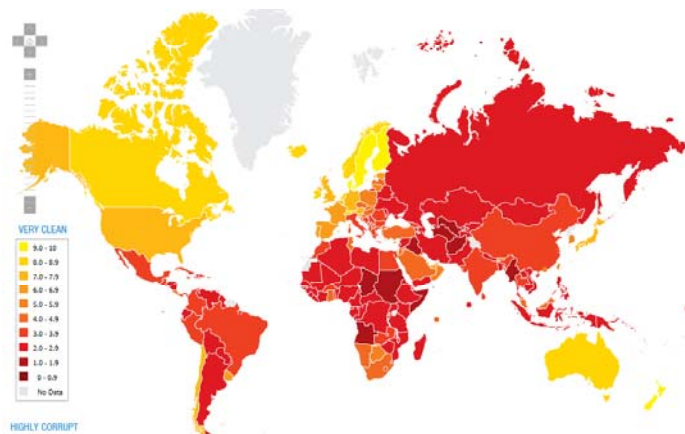 VERY CLEAN
9.0 - 10
8.0 - 8.9
7.0 - 7.9
6.0 - 6.9
5.0 - 5.9
4.0 - 4.9
3.0 - 3.9
2.0 - 2.9
1.0 - 1.9
0 - 0.9
No Data
HIGHLY CORRUPT